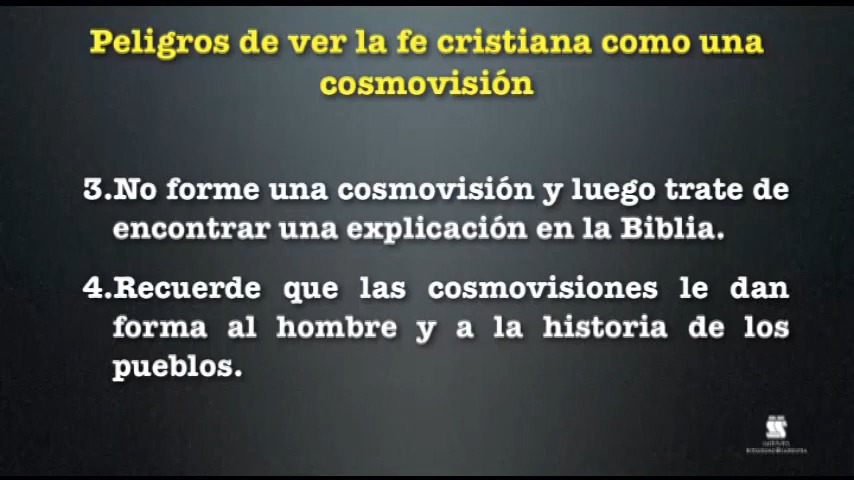 Peligros de ver la fe cristiana como una
cosmovisión
3.No forme una cosmovisión y luego trate de
encontrar una explicación en la Biblia.
4.Recuerde que las cosmovisiones le dan
forma al hombre y a la historia de los
pueblos.